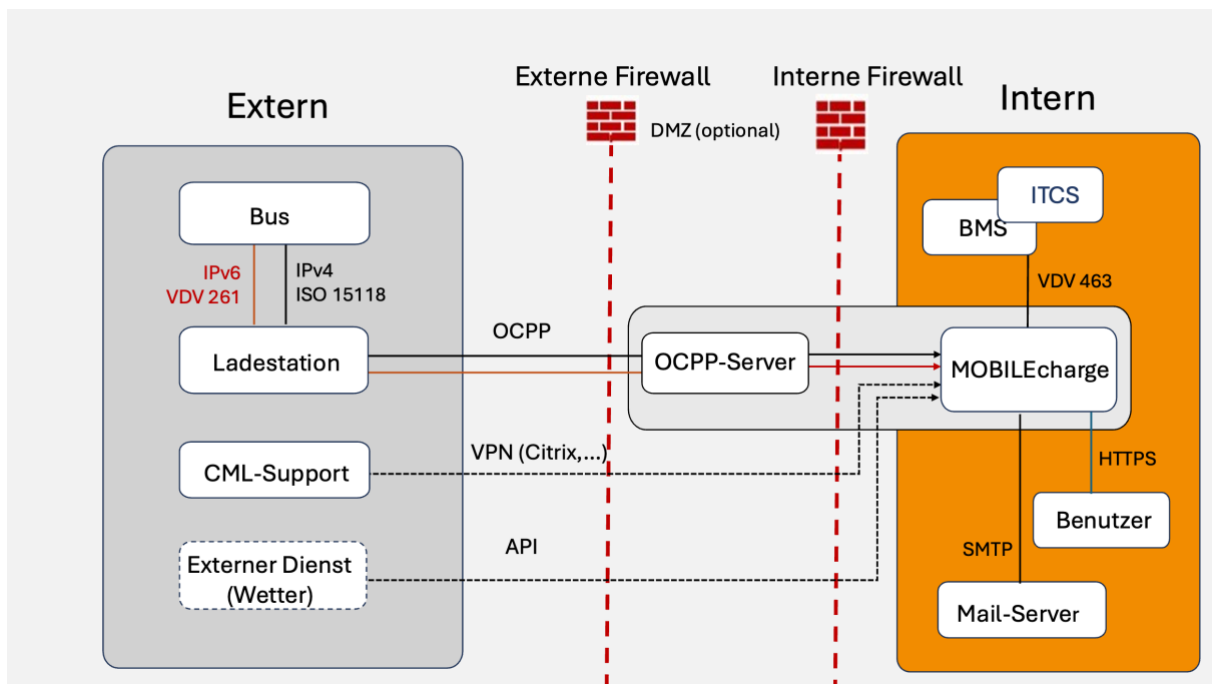 Externe Firewall
Interne Firewall
Extern
DMZ (optional)
Intern
Bus
ITCS
BMS
IPv6
VDV 261
IPv4
ISO 15118
VDV 463
OCPP
Ladestation
OCPP-Server
MOBILEcharge
CML-Support
VPN (Citrix,...)
HTTPS
Benutzer
API
SMTP
Externer Dienst
(Wetter)
Mail-Server